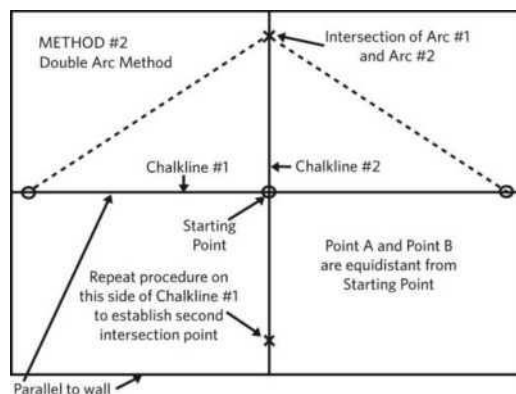 METHOD #2
Double Arc Method
Intersection of Arc #1
and Arc #2
Chalkline #1
Chalkline #2
Starting
Point
Point A and Point B
are equidistant from
Starting Point
Repeat procedure on
this side of Chalkline #1
to establish second
intersection point
Parallel to wall